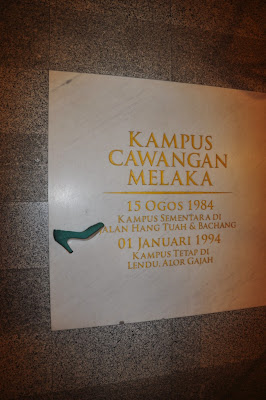 KAMPUS
CAWANGAN
MELAKA
15 OGOS 1984
KAMPUS SEMENTARA DI
JALAN HANG TUAH & BACHANG
01 JANUARI 1994
KAMPUS TETAP DI
LENDU, ALOR GAJAH